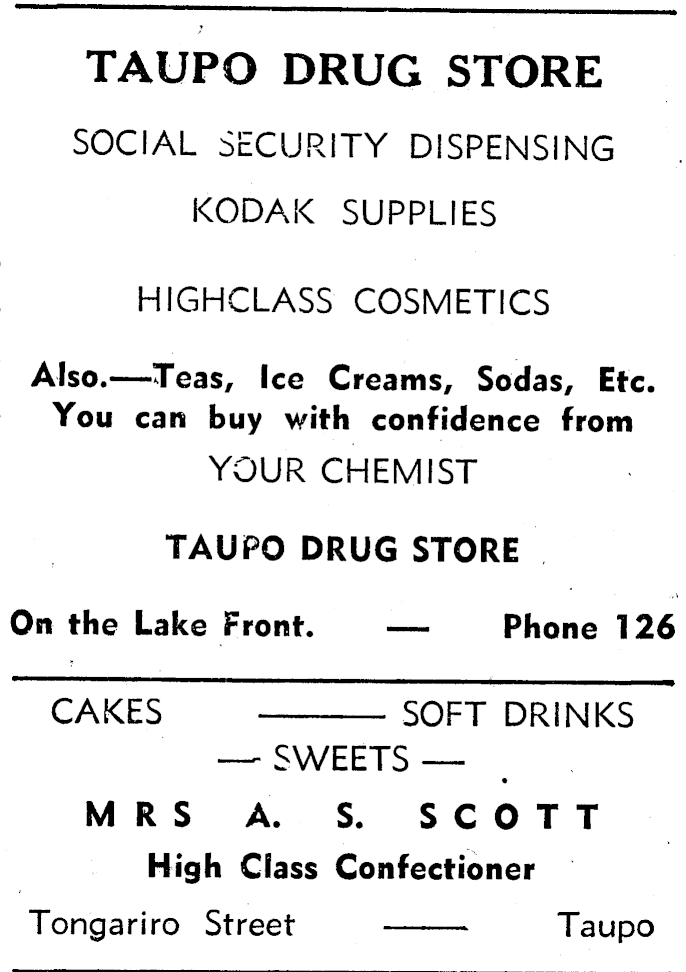 TAUPO DRUG STORE
SOCIAL SECURITY DISPENSING
KODAK SUPPLIES
HIGHCLASS COSMETICS
Also.—Teas, Ice Creams, Sodas, Etc.
You can buy with confidence from
YOUR CHEMIST
TAUPO DRUG STORE
On the Lake Front. — Phone 126
CAKES —— SOFT DRINKS
— SWEETS —
MRS A. S. SCOTT
High Class Confectioner
Tongariro Street —— Taupo